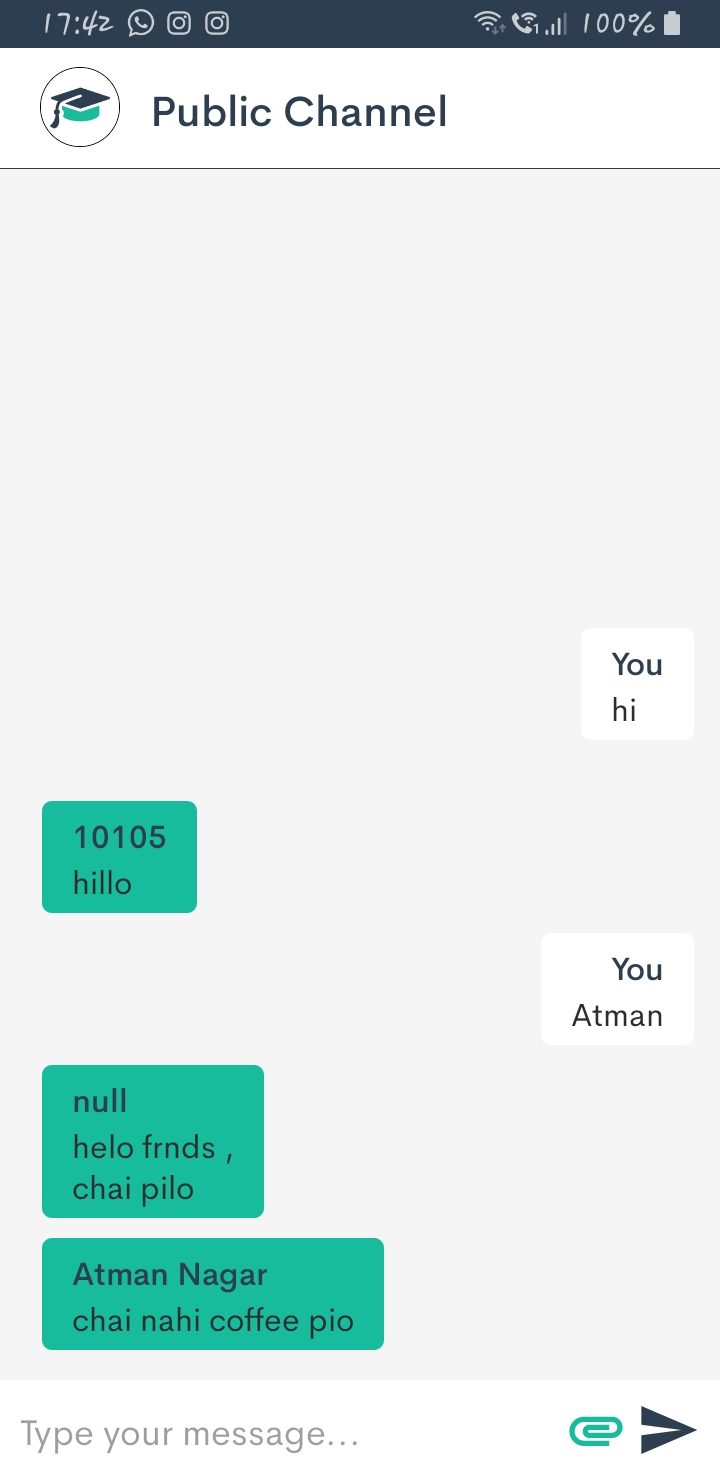 17:42 1 100%
Public Channel
You
hi
10105
hillo
You
Atman
null
helo frnds ,
chai pilo
Atman Nagar
chai nahi coffee pio
Type your message...